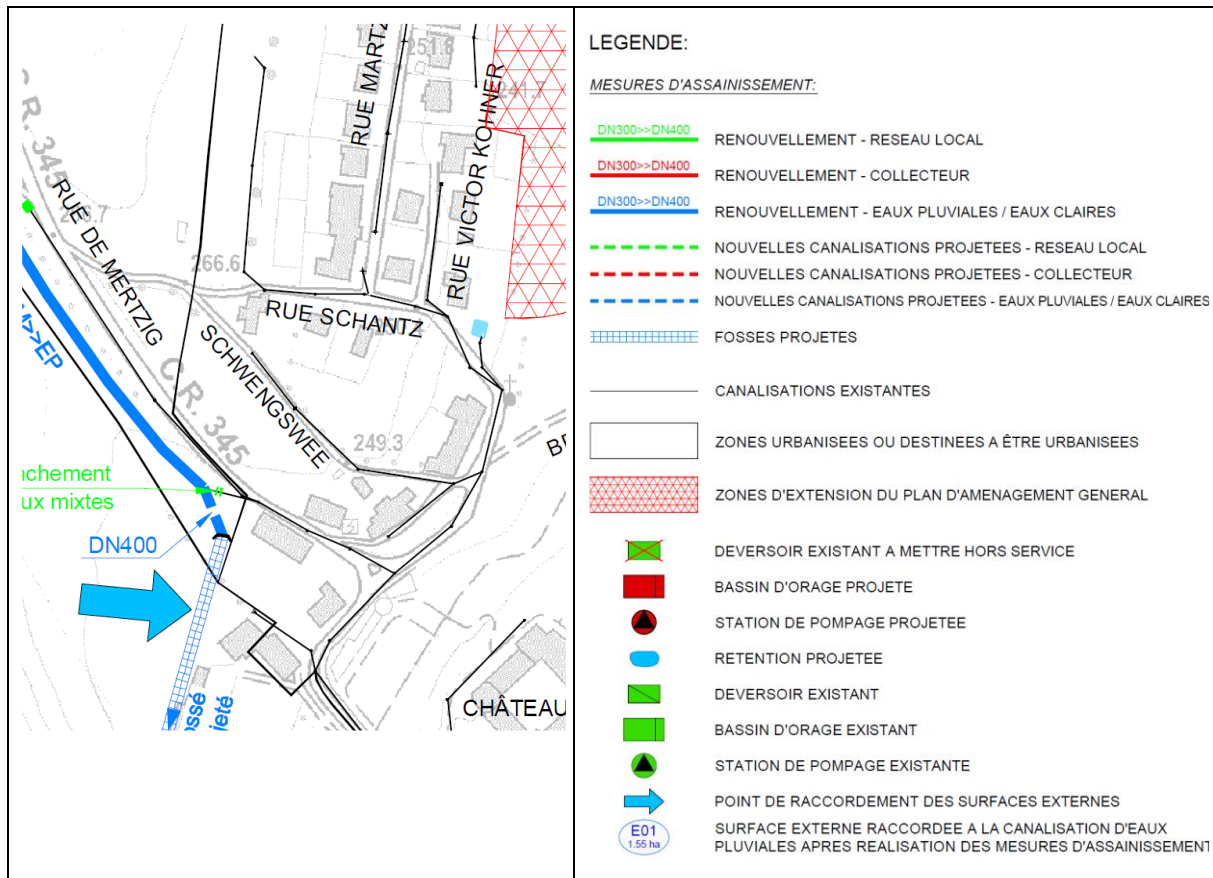 251.8
241.7
RUE MARTZ
RUE VICTOR KOHNER
C.R. 345
RUE DE MERTZIG
266.6
RUE SCHANTZ
M>>EP
SCHWENGSWEE
C.R. 345
249.3
BE
nchement
ux mixtes
DN400
ossé
jeté
CHÂTEAU
LEGENDE:
MESURES D'ASSAINISSEMENT:
DN300>>DN400
RENOUVELLEMENT - RESEAU LOCAL
DN300>>DN400
RENOUVELLEMENT - COLLECTEUR
DN300>>DN400
RENOUVELLEMENT - EAUX PLUVIALES / EAUX CLAIRES
NOUVELLES CANALISATIONS PROJETEES - RESEAU LOCAL
NOUVELLES CANALISATIONS PROJETEES - COLLECTEUR
NOUVELLES CANALISATIONS PROJETEES - EAUX PLUVIALES / EAUX CLAIRES
FOSSES PROJETES
CANALISATIONS EXISTANTES
ZONES URBANISEES OU DESTINEES A ÊTRE URBANISEES
ZONES D'EXTENSION DU PLAN D'AMENAGEMENT GENERAL
DEVERSOIR EXISTANT A METTRE HORS SERVICE
BASSIN D'ORAGE PROJETE
STATION DE POMPAGE PROJETEE
RETENTION PROJETEE
DEVERSOIR EXISTANT
BASSIN D'ORAGE EXISTANT
STATION DE POMPAGE EXISTANTE
POINT DE RACCORDEMENT DES SURFACES EXTERNES
E01
1.55 ha
SURFACE EXTERNE RACCORDEE A LA CANALISATION D'EAUX
PLUVIALES APRES REALISATION DES MESURES D'ASSAINISSEMENT